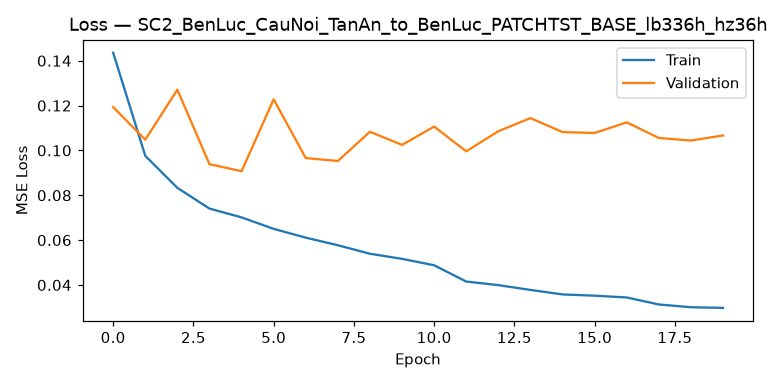 Loss — SC2_BenLuc_CauNoi_TanAn_to_BenLuc_PATCHTST_BASE_lb336h_hz36h
Train
Validation
MSE Loss
0.14
0.12
0.10
0.08
0.06
0.04
0.0
2.5
5.0
7.5
10.0
12.5
15.0
17.5
Epoch